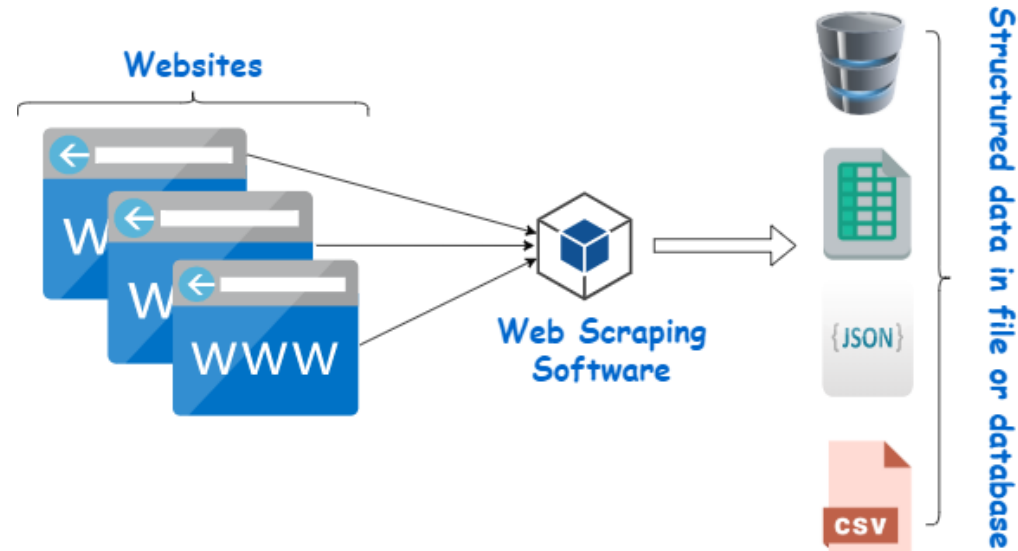 Websites
W
W
WWW
Web Scraping
Software
{JSON}
CSV
Structured data in file or database